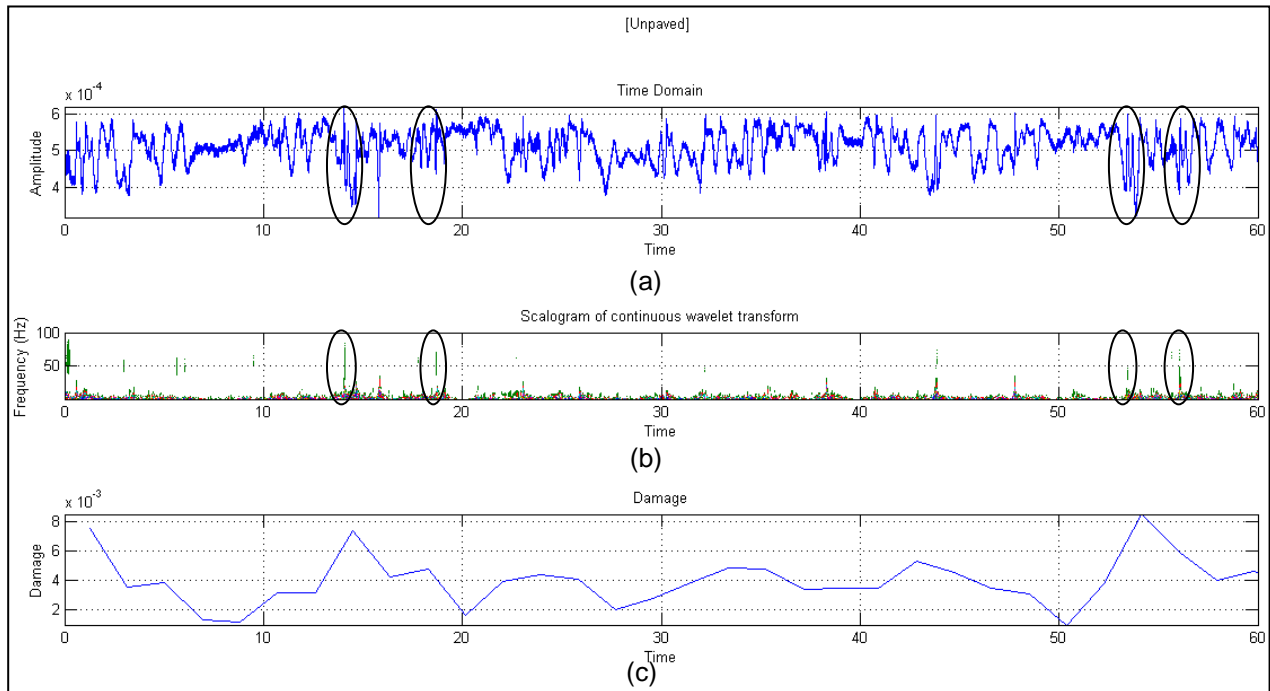 [Unpaved]
x 10^-4
Time Domain
Amplitude
6
5
4
0 10 20 30 40 50 60
Time
(a)
Scalogram of continuous wavelet transform
Frequency (Hz)
100
50
0
0 10 20 30 40 50 60
Time
(b)
x 10^-3
Damage
Damage
8
6
4
2
0 10 20 30 40 50 60
Time
(c)